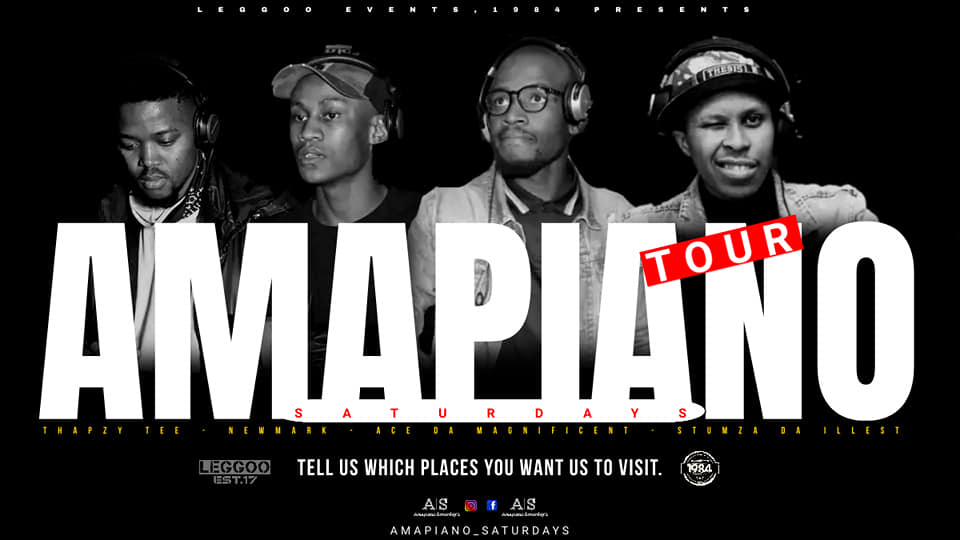 LEGGOO EVENTS,1984 PRESENTS
THESIS
AMAPIANO
TOUR
SATURDAYS
THAPZY TEE - NEWMARK - ACE DA MAGNIFICENT - STUMZA DA ILLEST
LEGGOO
EST.17
TELL US WHICH PLACES YOU WANT US TO VISIT.
1984
A|S A|S
AMAPIANO_SATURDAYS